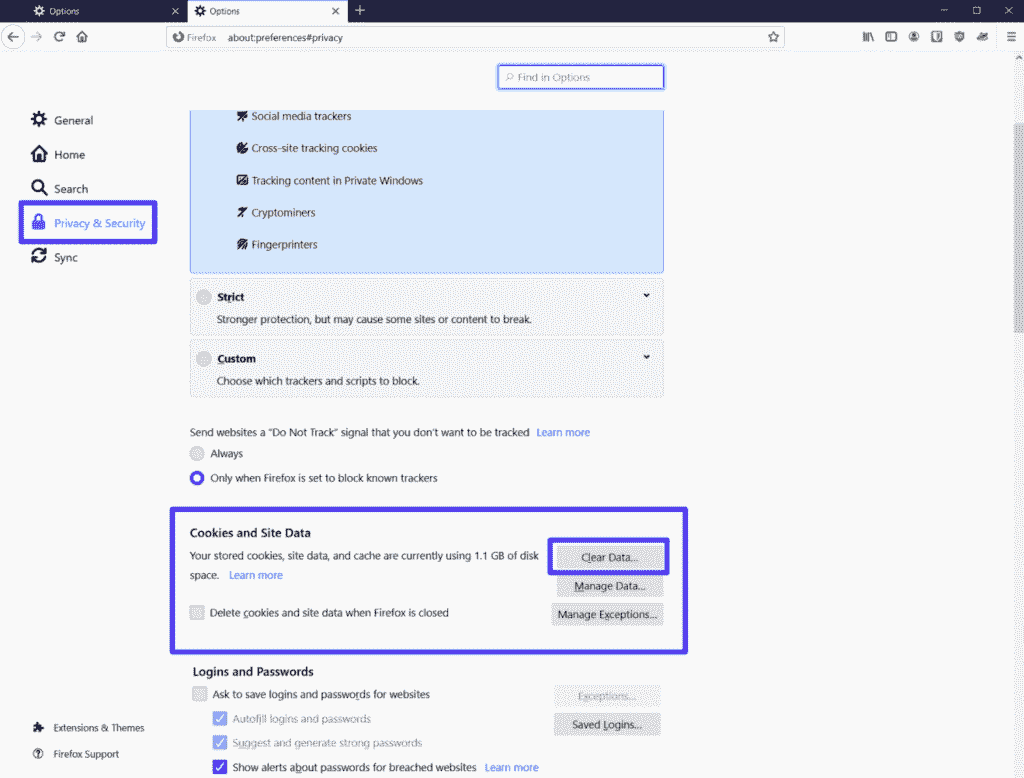 Options
Options
Firefox
about:preferences#privacy
Find in Options
General
Home
Search
Privacy & Security
Sync
Social media trackers
Cross-site tracking cookies
Tracking content in Private Windows
Cryptominers
Fingerprinters
Strict
Stronger protection, but may cause some sites or content to break.
Custom
Choose which trackers and scripts to block.
Send websites a “Do Not Track” signal that you don’t want to be tracked Learn more
Always
Only when Firefox is set to block known trackers
Cookies and Site Data
Your stored cookies, site data, and cache are currently using 1.1 GB of disk
space. Learn more
Clear Data...
Manage Data...
Delete cookies and site data when Firefox is closed
Manage Exceptions...
Logins and Passwords
Ask to save logins and passwords for websites
Exceptions...
Autofill logins and passwords
Saved Logins...
Suggest and generate strong passwords
Show alerts about passwords for breached websites Learn more
Extensions & Themes
Firefox Support